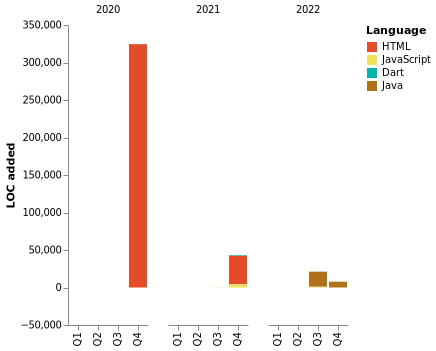 2020 2021 2022
350,000
300,000
250,000
200,000
150,000
100,000
50,000
0
−50,000
LOC added
Q1 Q2 Q3 Q4 Q1 Q2 Q3 Q4 Q1 Q2 Q3 Q4
Language
HTML
JavaScript
Dart
Java